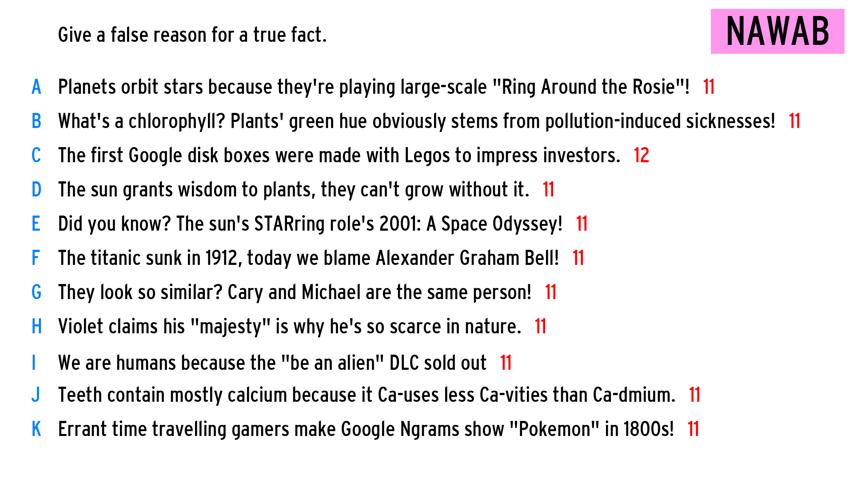 Give a false reason for a true fact.
NAWAB
A Planets orbit stars because they're playing large-scale "Ring Around the Rosie"! 11
B What's a chlorophyll? Plants' green hue obviously stems from pollution-induced sicknesses! 11
C The first Google disk boxes were made with Legos to impress investors. 12
D The sun grants wisdom to plants, they can't grow without it. 11
E Did you know? The sun's STARring role's 2001: A Space Odyssey! 11
F The titanic sunk in 1912, today we blame Alexander Graham Bell! 11
G They look so similar? Cary and Michael are the same person! 11
H Violet claims his "majesty" is why he's so scarce in nature. 11
I We are humans because the "be an alien" DLC sold out 11
J Teeth contain mostly calcium because it Ca-uses less Ca-vities than Ca-dmium. 11
K Errant time travelling gamers make Google Ngrams show "Pokemon" in 1800s! 11